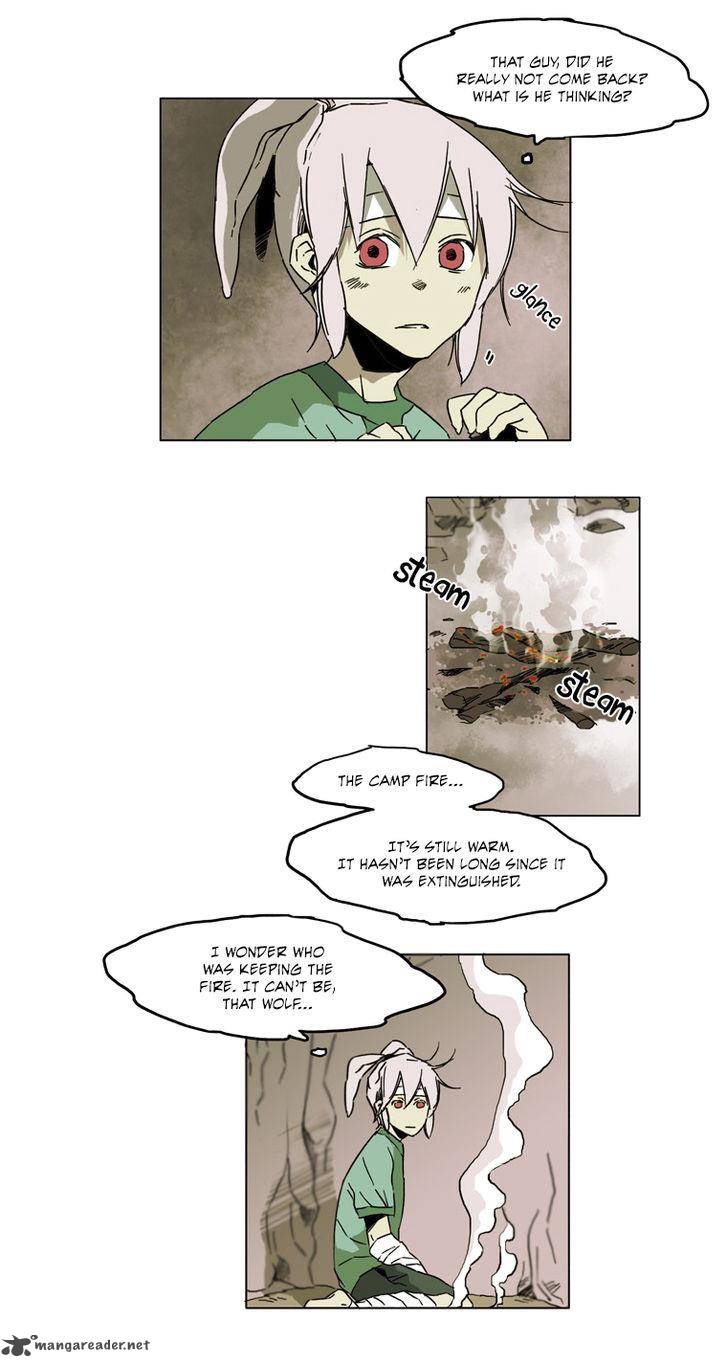 THAT GUY, DID HE
REALLY NOT COME BACK?
WHAT IS HE THINKING?
glance
steam
steam
THE CAMP FIRE...
IT'S STILL WARM.
IT HASN'T BEEN LONG SINCE IT
WAS EXTINGUISHED.
I WONDER WHO
WAS KEEPING THE
FIRE. IT CAN'T BE,
THAT WOLF...
mangareader.net